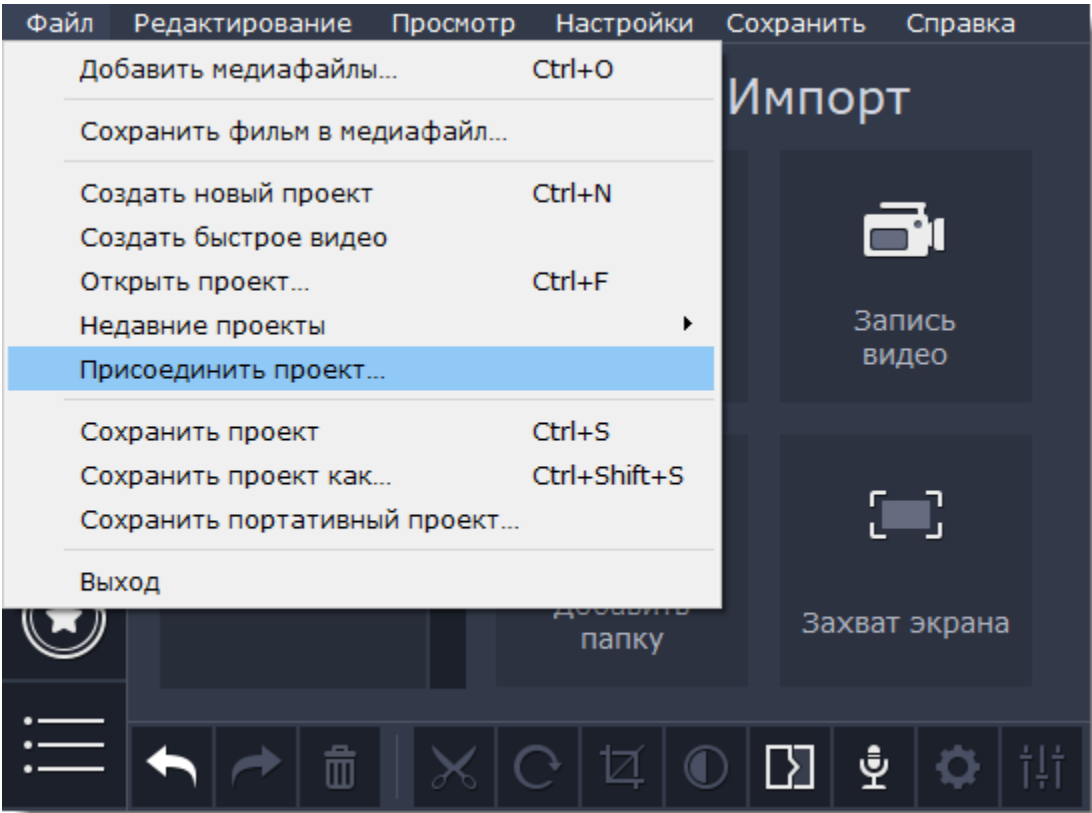 Файл Редактирование Просмотр Настройки Сохранить Справка
Добавить медиафайлы... Ctrl+O
Импорт
Сохранить фильм в медиафайл...
Создать новый проект Ctrl+N
Создать быстрое видео
Открыть проект... Ctrl+F
Недавние проекты
Присоединить проект...
Сохранить проект Ctrl+S
Сохранить проект как... Ctrl+Shift+S
Сохранить портативный проект...
Выход
Запись
видео
Добавить
папку
Захват экрана